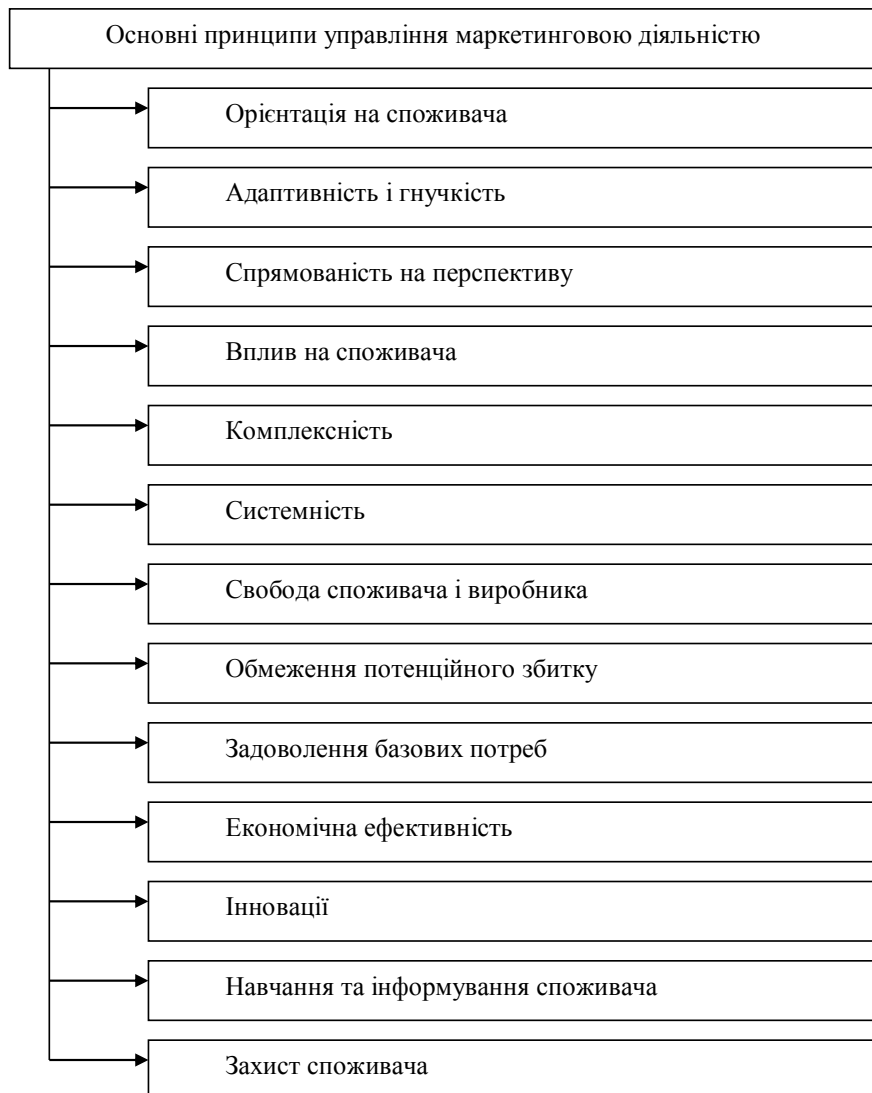 Основні принципи управління маркетинговою діяльністю
Орієнтація на споживача
Адаптивність і гнучкість
Спрямованість на перспективу
Вплив на споживача
Комплексність
Системність
Свобода споживача і виробника
Обмеження потенційного збитку
Задоволення базових потреб
Економічна ефективність
Інновації
Навчання та інформування споживача
Захист споживача